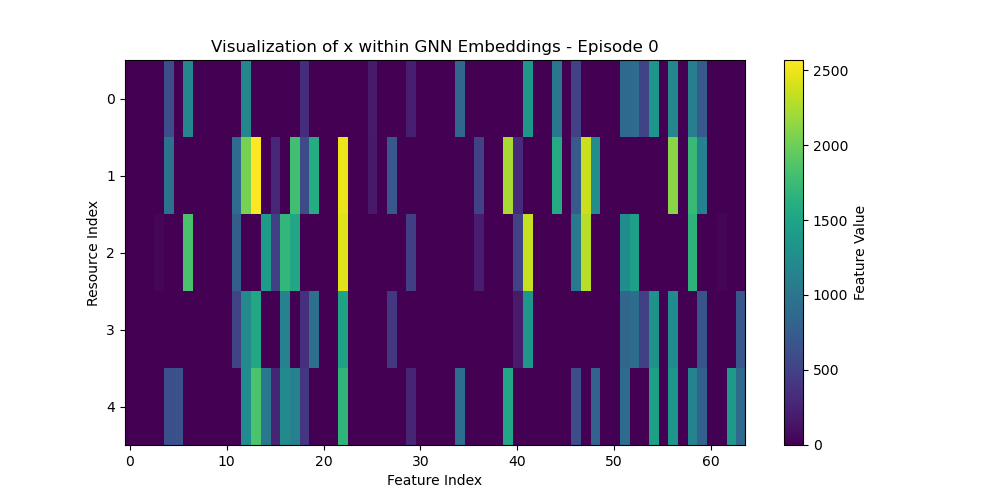 Visualization of x within GNN Embeddings - Episode 0
Resource Index
0
1
2
3
4
0 10 20 30 40 50 60
Feature Index
2500
2000
1500
1000
500
0
Feature Value